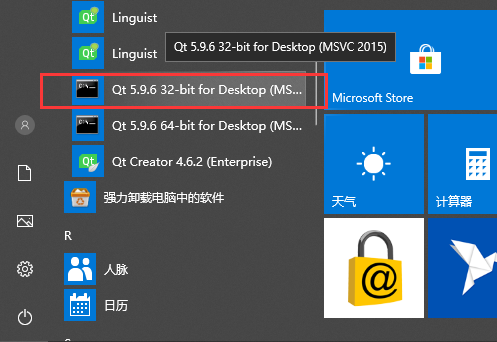 Linguist
Linguist
Qt 5.9.6 32-bit for Desktop (MSVC 2015)
Qt 5.9.6 32-bit for Desktop (MS...
Qt 5.9.6 64-bit for Desktop (MS...
Qt Creator 4.6.2 (Enterprise)
强力卸载电脑中的软件
R
人脉
日历
Microsoft Store
天气
计算器